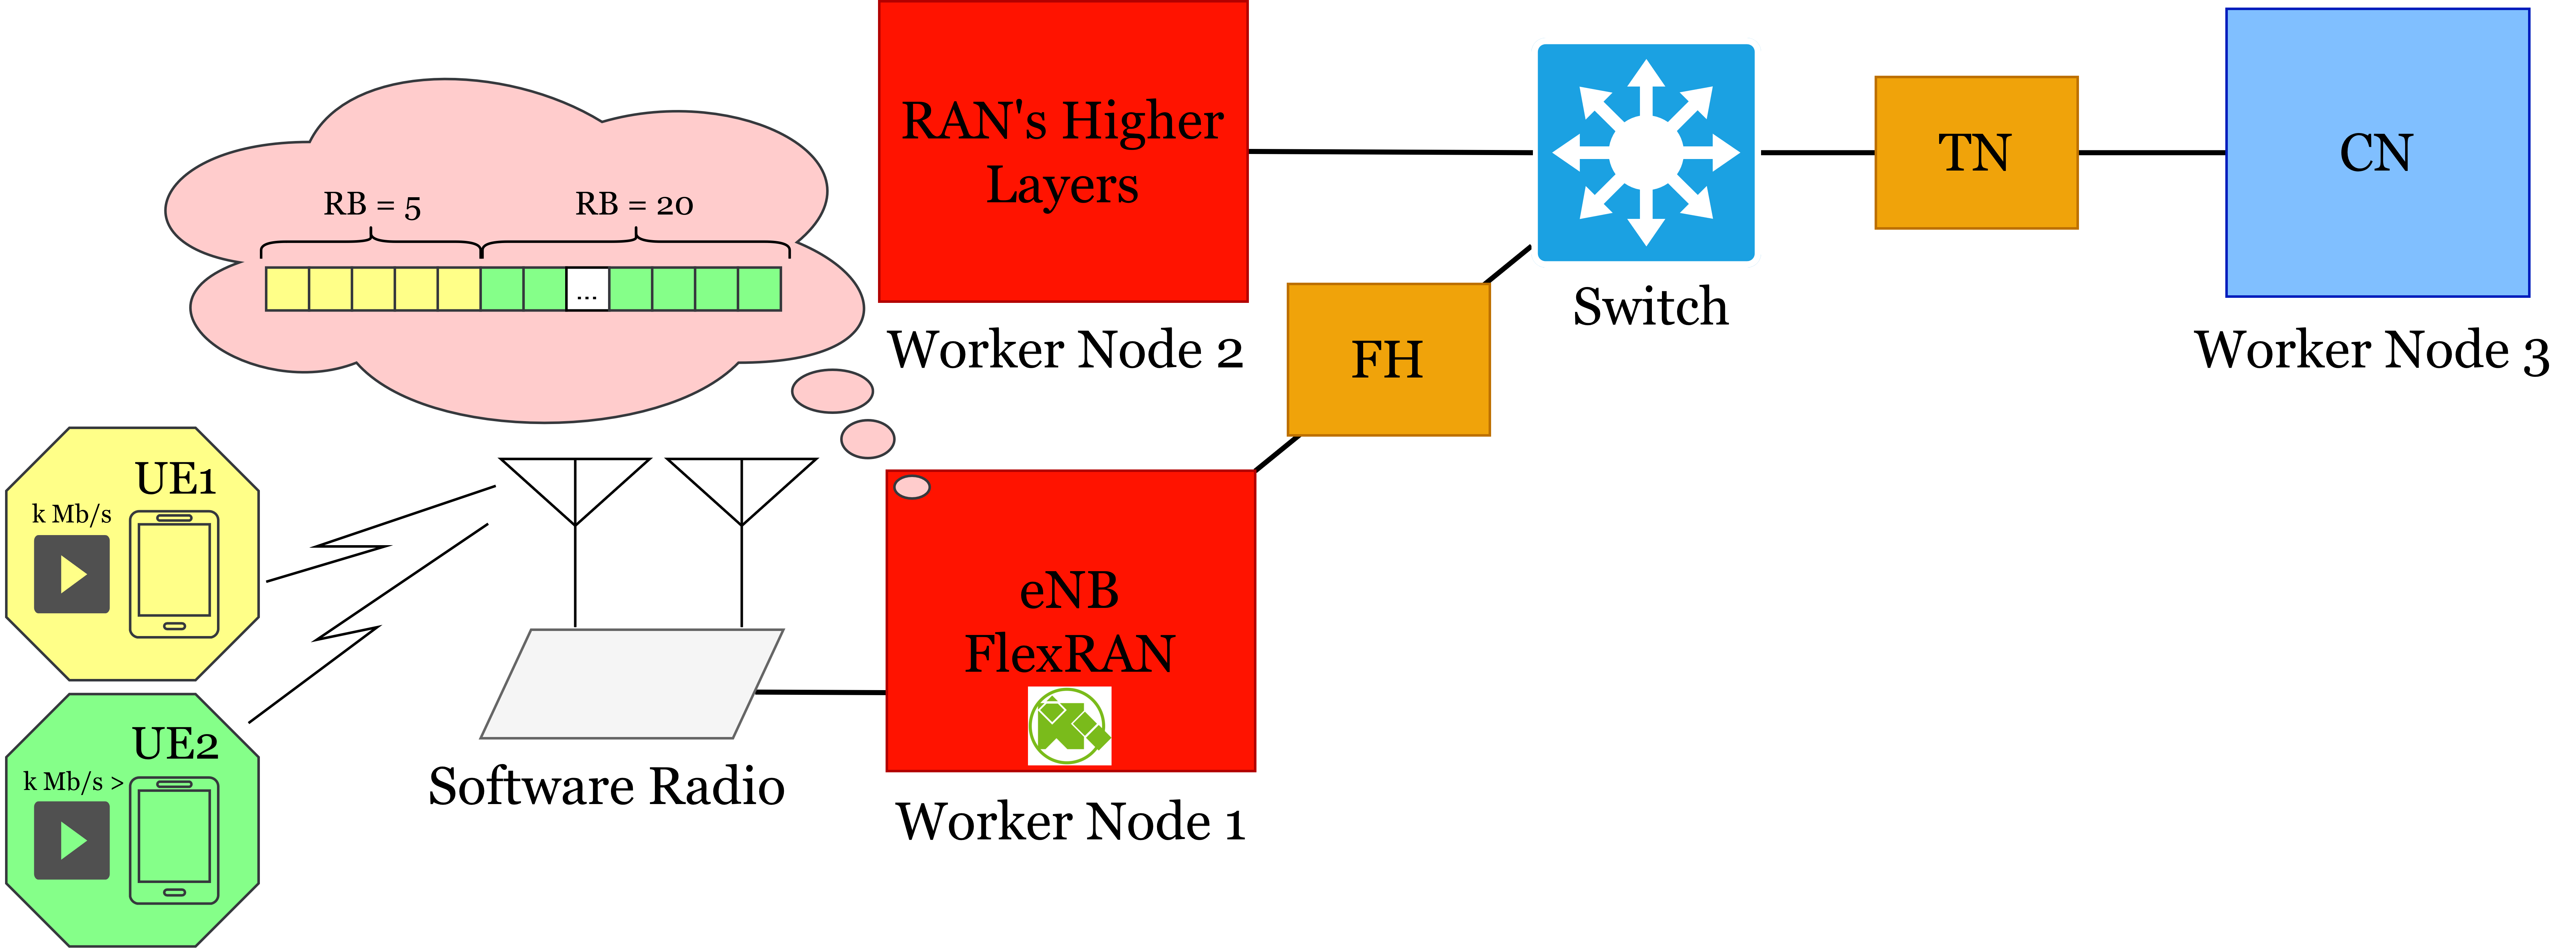 RAN's Higher
Layers
Worker Node 2
RB = 5
RB = 20
...
Switch
TN
CN
Worker Node 3
FH
UE1
k Mb/s
UE2
k Mb/s >
Software Radio
eNB
FlexRAN
Worker Node 1